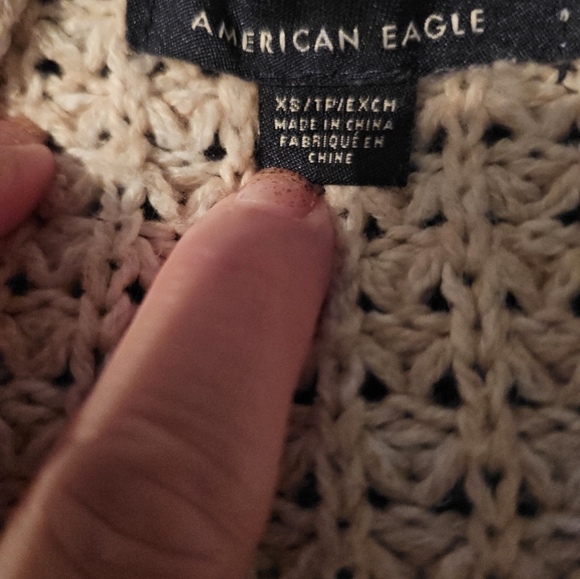 AMERICAN EAGLE
XS/TP/EXCH
MADE IN CHINA
FABRIQUÉ EN
CHINE